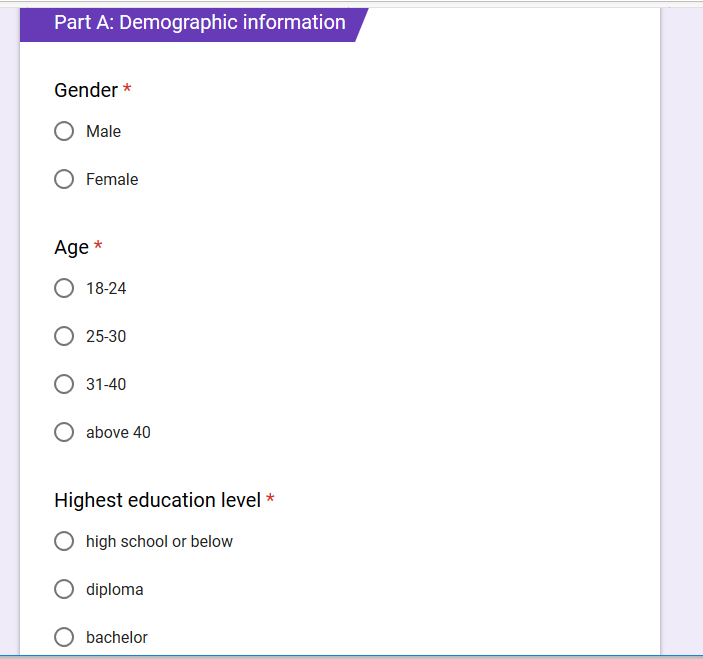 Part A: Demographic information
Gender *
Male
Female
Age *
18-24
25-30
31-40
above 40
Highest education level *
high school or below
diploma
bachelor